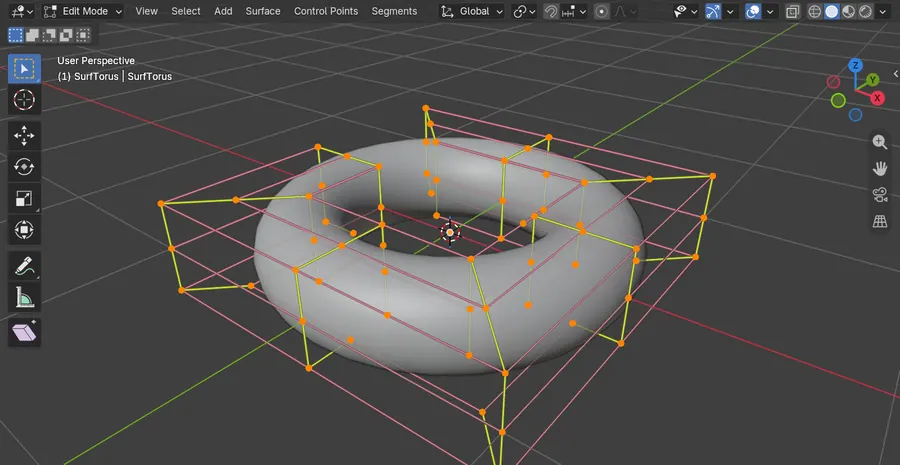 Edit Mode View Select Add Surface Control Points Segments Global
User Perspective
(1) SurfTorus | SurfTorus
Z
Y
X